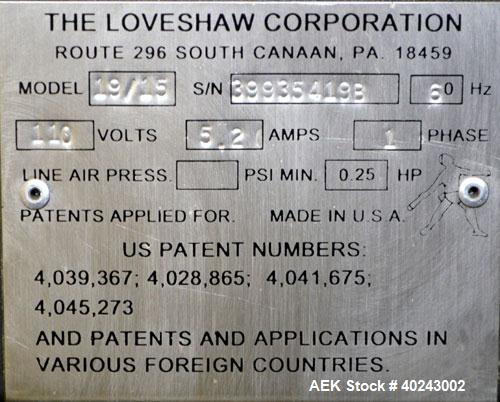 THE LOVESHAW CORPORATION
ROUTE 296 SOUTH CANAAN, PA. 18459
MODEL 19/15 S/N 39935419B 60 Hz
110 VOLTS 5.2 AMPS 1 PHASE
LINE AIR PRESS. PSI MIN. 0.25 HP
PATENTS APPLIED FOR. MADE IN U.S.A.
US PATENT NUMBERS:
4,039,367; 4,028,865; 4,041,675;
4,045,273
AND PATENTS AND APPLICATIONS IN
VARIOUS FOREIGN COUNTRIES.
AEK Stock # 40243002